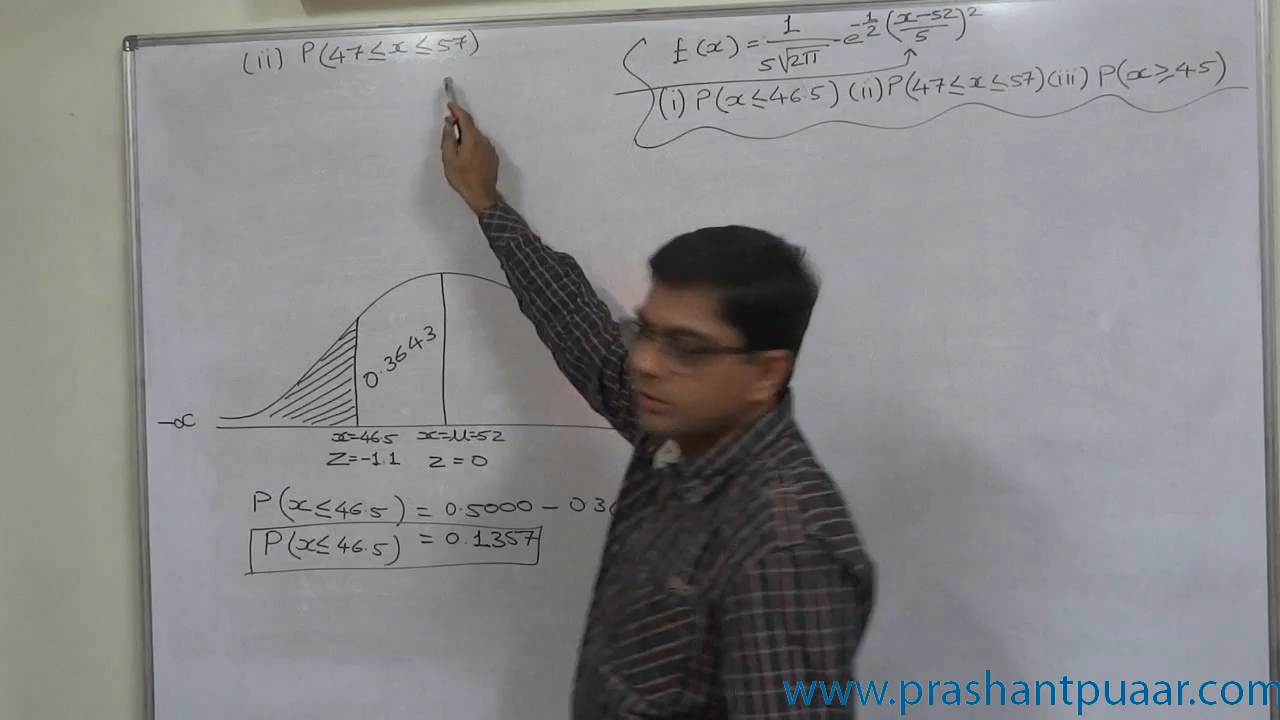 (ii) P(47≤x≤57)
f(x) = 1/(5√2π) e^(-1/2 ((x-52)/5)^2)
(i) P(x≤46.5) (ii) P(47≤x≤57) (iii) P(x≥45)
0.3643
-∝
x=46.5 x=μ=52
Z=-1.1 z=0
P(x≤46.5) = 0.5000 - 0.3
P(x≤46.5) = 0.1357
www.prashantpuaar.com